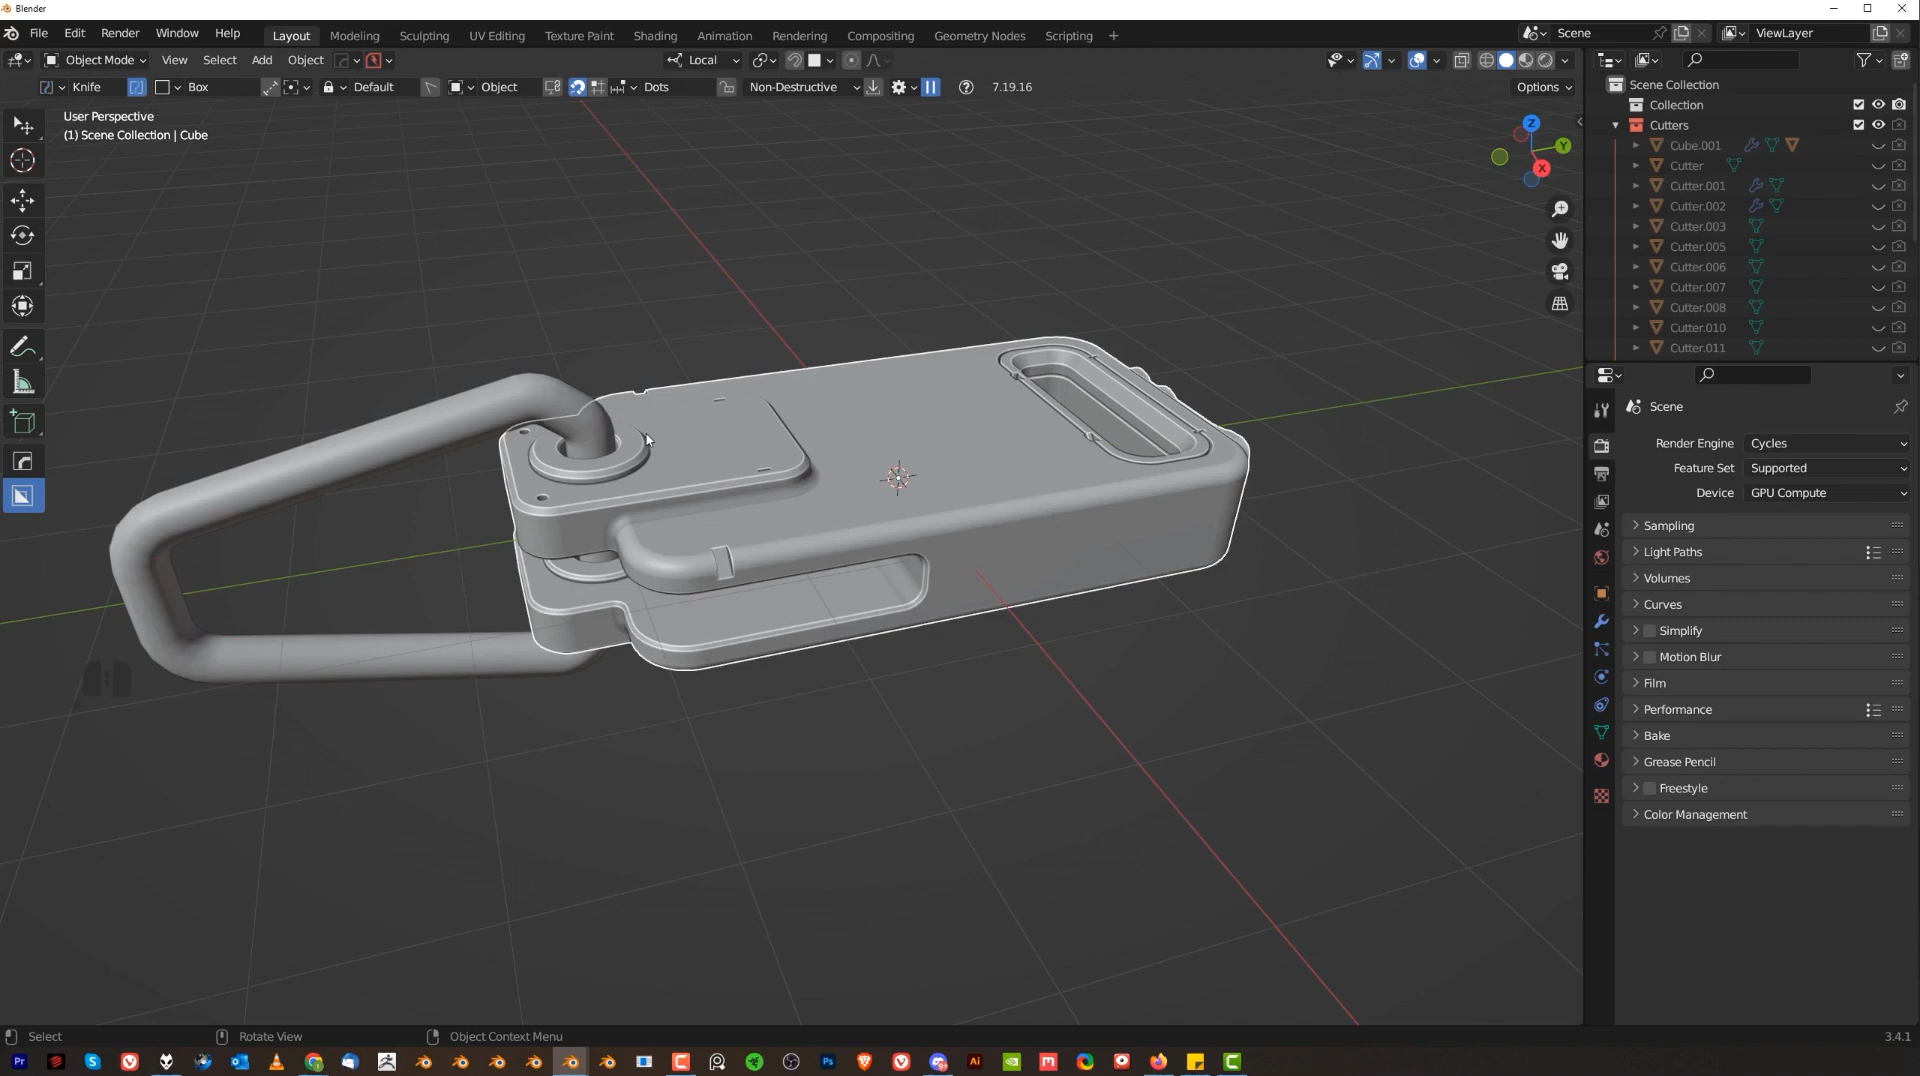 Blender
File Edit Render Window Help Layout Modeling Sculpting UV Editing Texture Paint Shading Animation Rendering Compositing Geometry Nodes Scripting + Scene ViewLayer
Object Mode View Select Add Object Local
Knife Box Default Object Dots Non-Destructive 7.19.16 Options
User Perspective
(1) Scene Collection | Cube
Z
Y
X
Scene Collection
Collection
Cutters
Cube.001
Cutter
Cutter.001
Cutter.002
Cutter.003
Cutter.005
Cutter.006
Cutter.007
Cutter.008
Cutter.010
Cutter.011
Scene
Render Engine Cycles
Feature Set Supported
Device GPU Compute
Sampling
Light Paths
Volumes
Curves
Simplify
Motion Blur
Film
Performance
Bake
Grease Pencil
Freestyle
Color Management
Select Rotate View Object Context Menu 3.4.1
Pr S Ps Ai